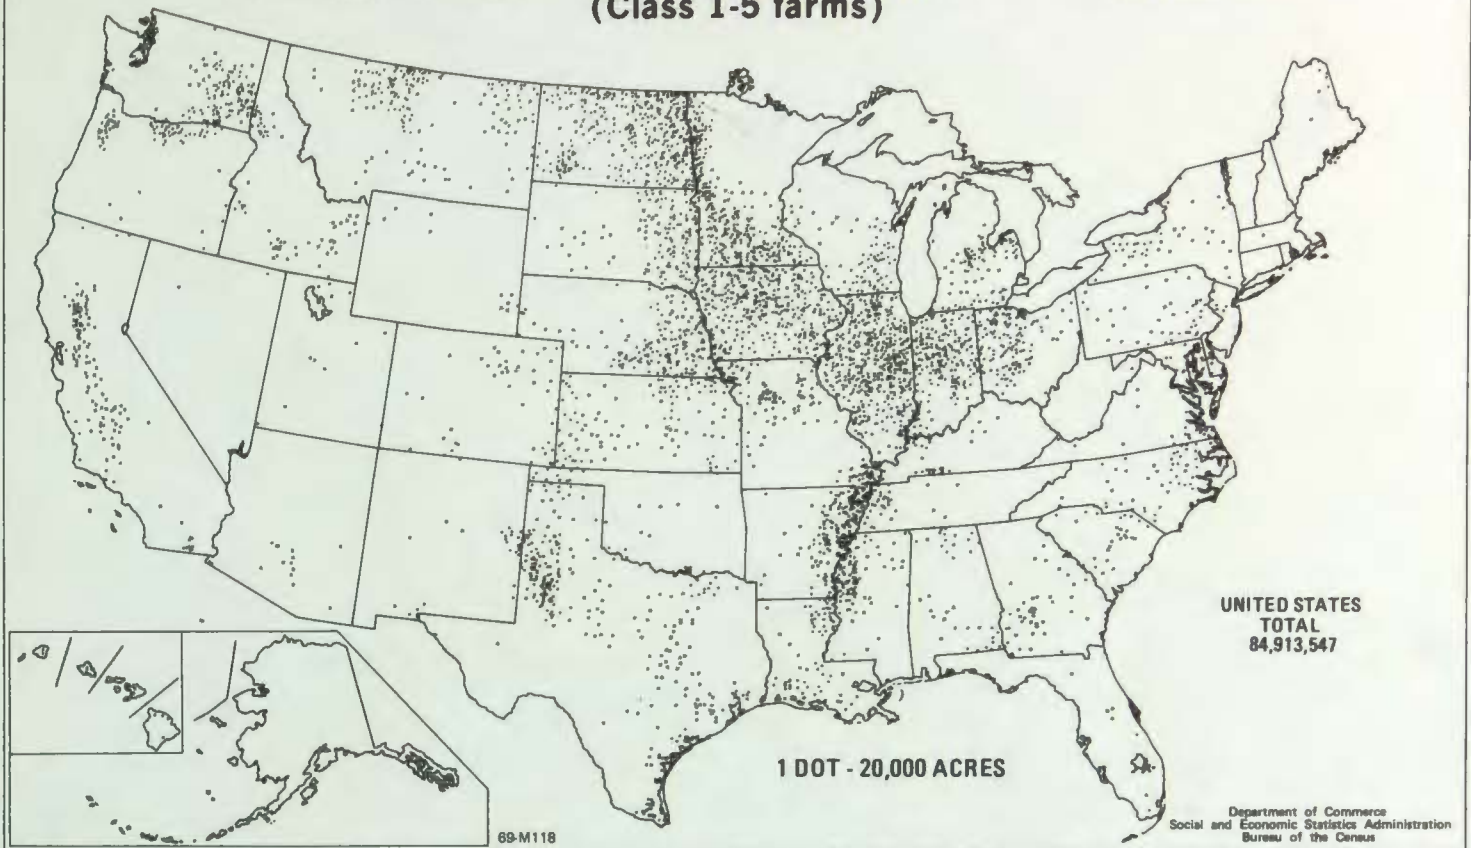 (Class 1-5 farms)
UNITED STATES
TOTAL
84,913,547
1 DOT - 20,000 ACRES
69-M118
Department of Commerce
Social and Economic Statistics Administration
Bureau of the Census